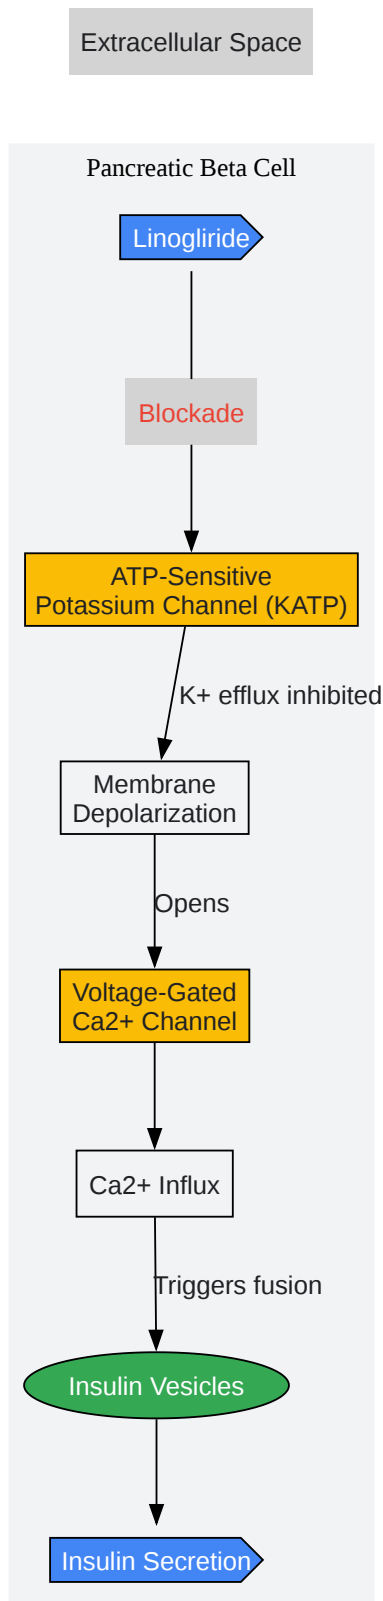 Extracellular Space
Pancreatic Beta Cell
Linogliride
Blockade
ATP-Sensitive
Potassium Channel (KATP)
K+ efflux inhibited
Membrane
Depolarization
Opens
Voltage-Gated
Ca2+ Channel
Ca2+ Influx
Triggers fusion
Insulin Vesicles
Insulin Secretion